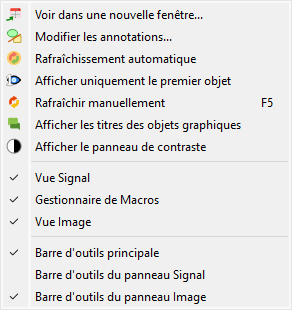 Voir dans une nouvelle fenêtre...
Modifier les annotations...
Rafraîchissement automatique
Afficher uniquement le premier objet
Rafraîchir manuellement F5
Afficher les titres des objets graphiques
Afficher le panneau de contraste
Vue Signal
Gestionnaire de Macros
Vue Image
Barre d'outils principale
Barre d'outils du panneau Signal
Barre d'outils du panneau Image